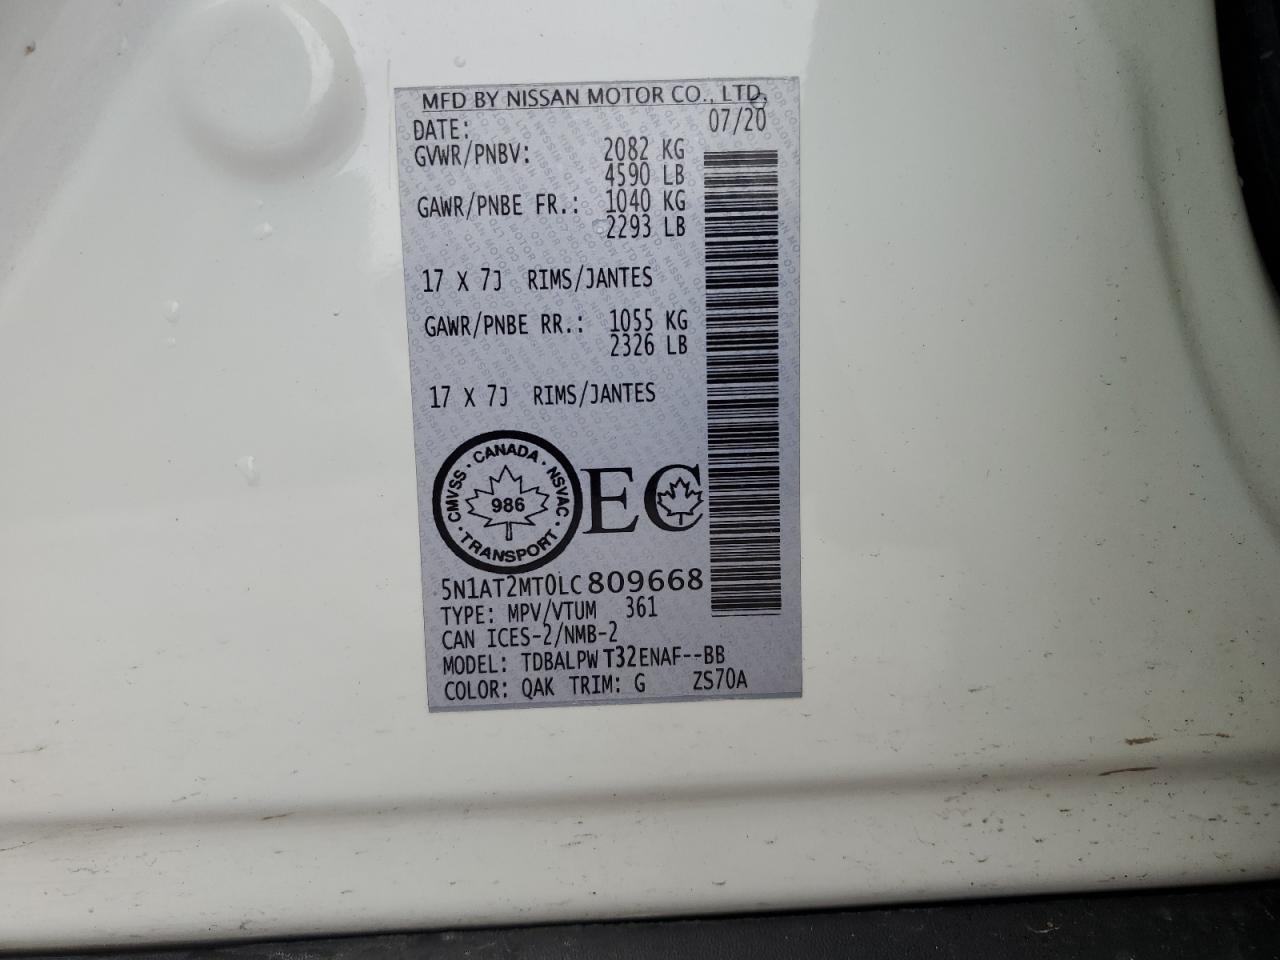 MFD BY NISSAN MOTOR CO., LTD.
DATE: 07/20
GVWR/PNBV: 2082 KG
4590 LB
GAWR/PNBE FR.: 1040 KG
2293 LB
17 X 7J RIMS/JANTES
GAWR/PNBE RR.: 1055 KG
2326 LB
17 X 7J RIMS/JANTES
CMVSS · CANADA · NSVAC · TRANSPORT ·
986
EC
5N1AT2MT0LC809668
TYPE: MPV/VTUM 361
CAN ICES-2/NMB-2
MODEL: TDBALPW T32ENAF--BB
COLOR: QAK TRIM: G ZS70A